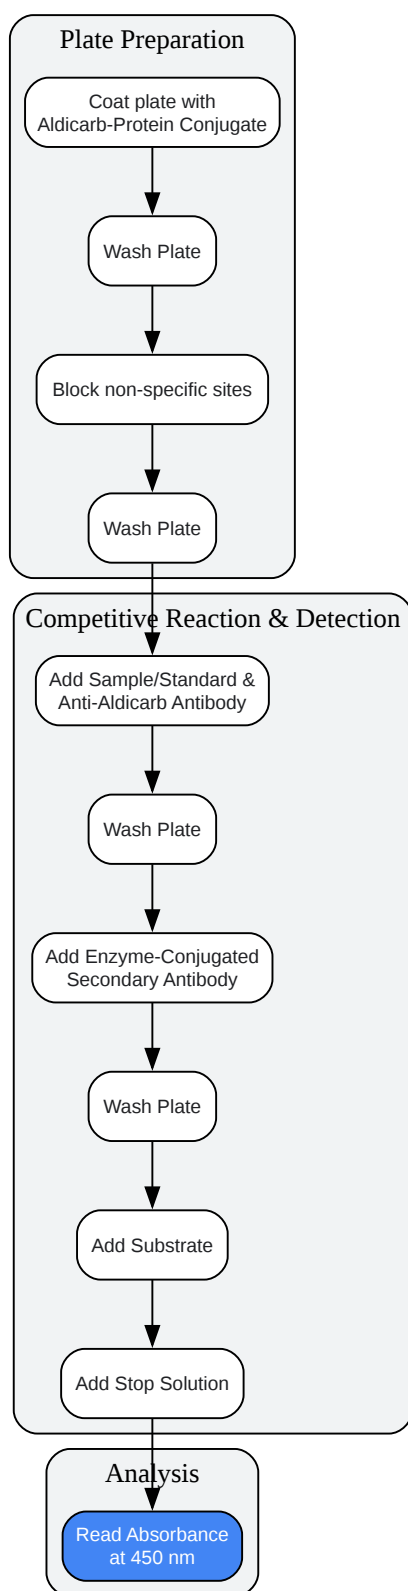 Plate Preparation
Coat plate with
Aldicarb-Protein Conjugate
Wash Plate
Block non-specific sites
Wash Plate
Competitive Reaction & Detection
Add Sample/Standard &
Anti-Aldicarb Antibody
Wash Plate
Add Enzyme-Conjugated
Secondary Antibody
Wash Plate
Add Substrate
Add Stop Solution
Analysis
Read Absorbance
at 450 nm